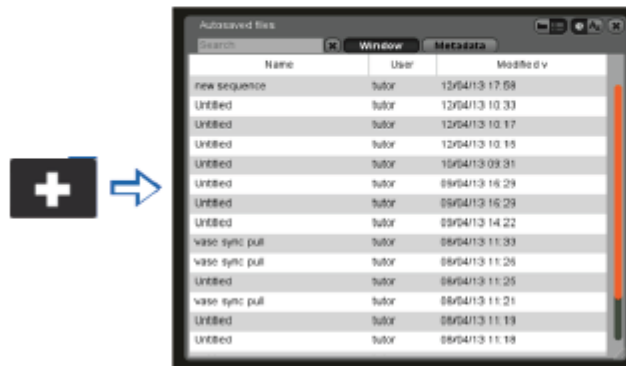 Autosaved files
Search Window Metadata
Name User Modified v
new sequence tutor 12/04/13 17:58
Untitled tutor 12/04/13 10:33
Untitled tutor 12/04/13 10:17
Untitled tutor 12/04/13 10:16
Untitled tutor 10/04/13 09:31
Untitled tutor 09/04/13 16:29
Untitled tutor 09/04/13 16:29
Untitled tutor 09/04/13 14:22
vase sync pull tutor 08/04/13 11:33
vase sync pull tutor 08/04/13 11:26
Untitled tutor 08/04/13 11:25
vase sync pull tutor 08/04/13 11:21
Untitled tutor 08/04/13 11:19
Untitled tutor 08/04/13 11:18